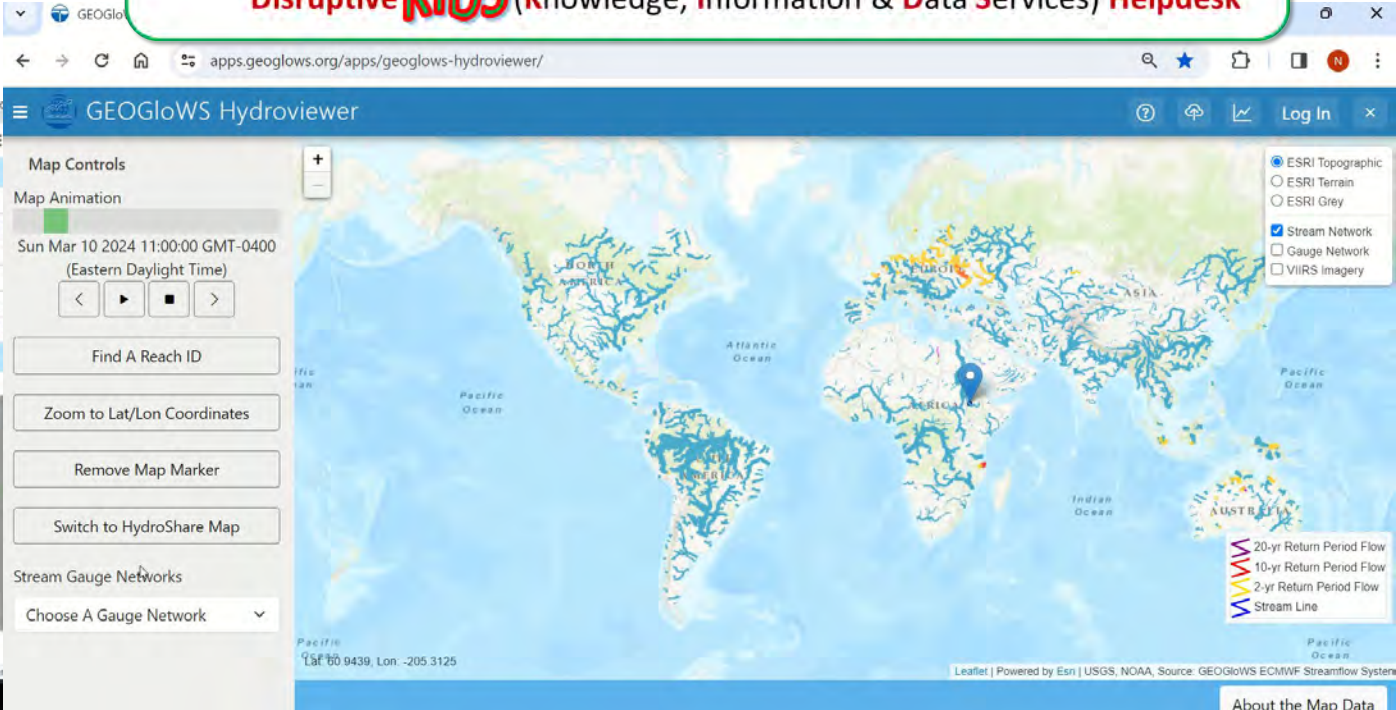 Disruptive KIDS (Knowledge, Information & Data Services) Helpdesk
apps.geoglows.org/apps/geoglows-hydroviewer/
N
GEOGloWS Hydroviewer
Log In
Map Controls
Map Animation
Sun Mar 10 2024 11:00:00 GMT-0400
(Eastern Daylight Time)
Find A Reach ID
Zoom to Lat/Lon Coordinates
Remove Map Marker
Switch to HydroShare Map
Stream Gauge Networks
Choose A Gauge Network
+
ESRI Topographic
ESRI Terrain
ESRI Grey
Stream Network
Gauge Network
VIIRS Imagery
NORTH
AMERICA
EUROPE
ASIA
Atlantic
Ocean
Pacific
Ocean
Pacific
Ocean
AFRICA
Indian
Ocean
20-yr Return Period Flow
10-yr Return Period Flow
2-yr Return Period Flow
Stream Line
Pacific
Pacific
Ocean
Lat: 60.9439, Lon: -205.3125
Leaflet | Powered by Esri | USGS, NOAA, Source: GEOGloWS ECMWF Streamflow System
About the Map Data